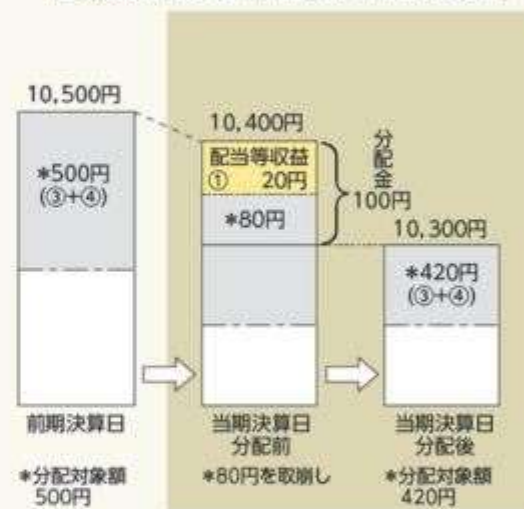 10,500円
*500円
(③+④)
前期決算日
*分配対象額
500円
10,400円
配当等収益
① 20円
*80円
分配金
100円
当期決算日
分配前
*80円を取崩し
10,300円
*420円
(③+④)
当期決算日
分配後
*分配対象額
420円